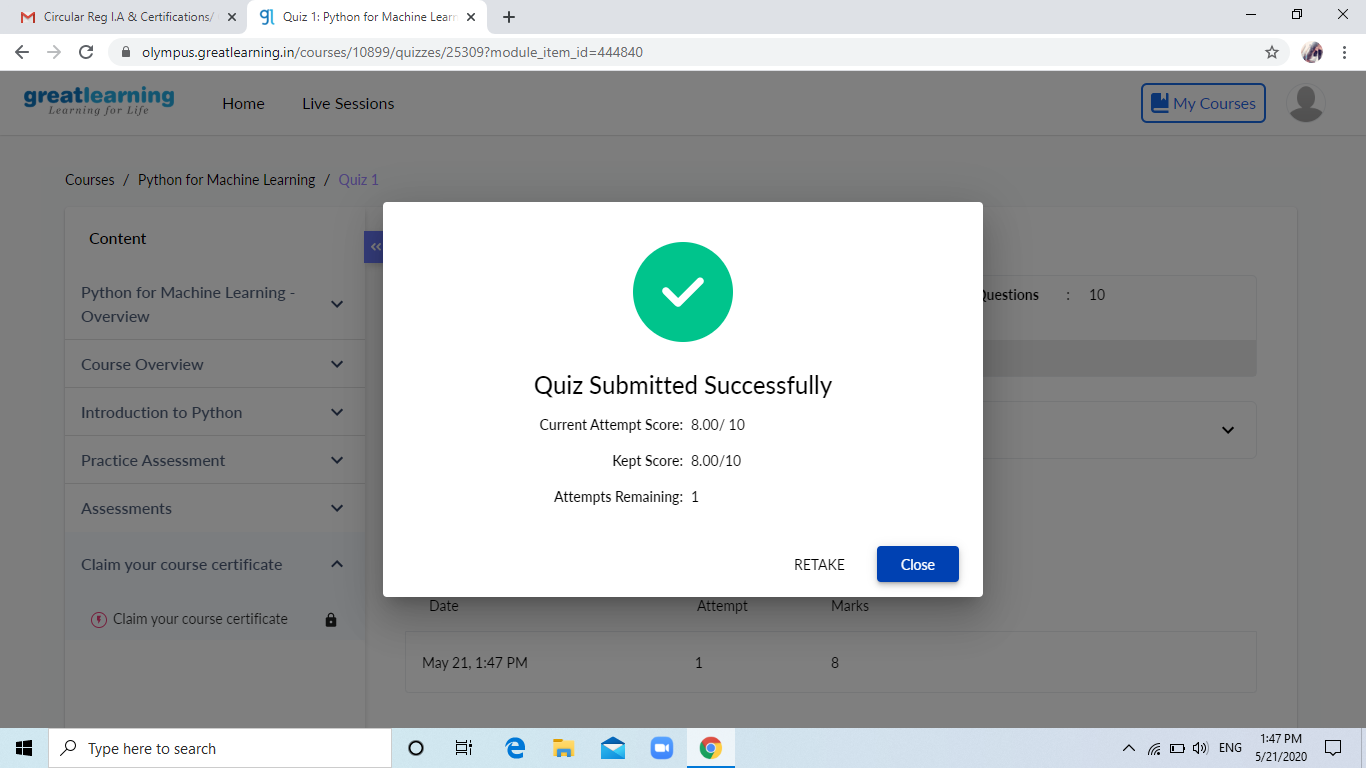 Circular Reg I.A & Certifications/
Quiz 1: Python for Machine Learn
olympus.greatlearning.in/courses/10899/quizzes/25309?module_item_id=444840
greatlearning
Learning for Life
Home
Live Sessions
My Courses
Courses / Python for Machine Learning / Quiz 1
Content
Python for Machine Learning -
Overview
Course Overview
Introduction to Python
Practice Assessment
Assessments
Claim your course certificate
Claim your course certificate
Questions : 10
Quiz Submitted Successfully
Current Attempt Score: 8.00/ 10
Kept Score: 8.00/10
Attempts Remaining: 1
RETAKE
Close
Date Attempt Marks
May 21, 1:47 PM 1 8
Type here to search
ENG
1:47 PM
5/21/2020